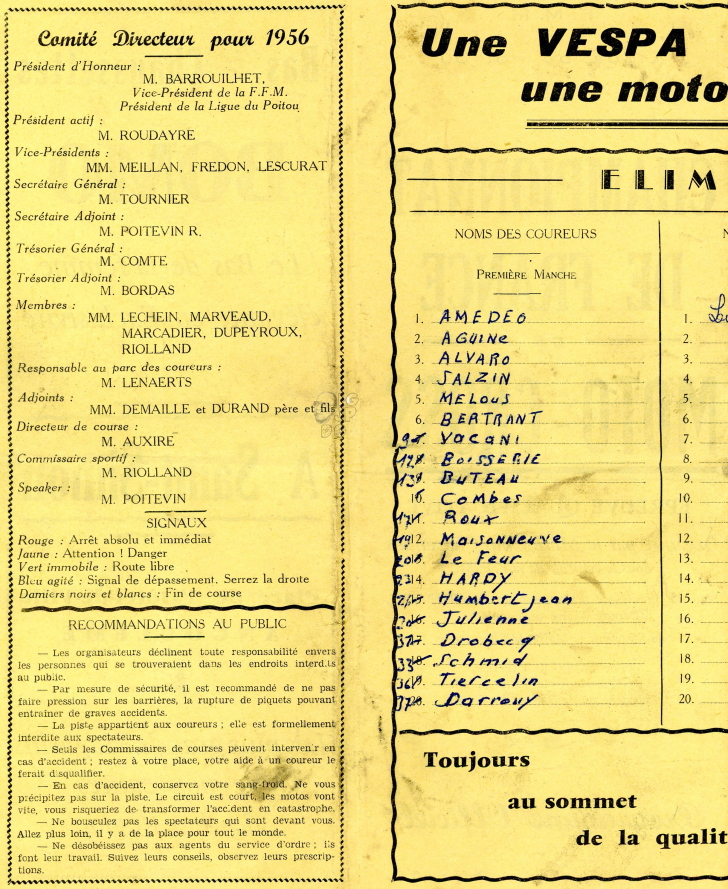 Comité Directeur pour 1956
Président d'Honneur :
M. BARROUILHET,
Vice-Président de la F.F.M.
Président de la Ligue du Poitou
Président actif :
M. ROUDAYRE
Vice-Présidents :
MM. MEILLAN, FREDON, LESCURAT
Secrétaire Général :
M. TOURNIER
Secrétaire Adjoint :
M. POITEVIN R.
Trésorier Général :
M. COMTE
Trésorier Adjoint :
M. BORDAS
Membres :
MM. LECHEIN, MARVEAUD,
MARCADIER, DUPEYROUX,
RIOLLAND
Responsable au parc des coureurs :
M. LENAERTS
Adjoints :
MM. DEMAILLE et DURAND père et fils
Directeur de course :
M. AUXIRE
Commissaire sportif :
M. RIOLLAND
Speaker :
M. POITEVIN
SIGNAUX
Rouge : Arrêt absolu et immédiat
Jaune : Attention ! Danger
Vert immobile : Route libre
Bleu agité : Signal de dépassement. Serrez la droite
Damiers noirs et blancs : Fin de course
RECOMMANDATIONS AU PUBLIC
— Les organisateurs déclinent toute responsabilité envers
les personnes qui se trouveraient dans les endroits interdits
au public.
— Par mesure de sécurité, il est recommandé de ne pas
faire pression sur les barrières, la rupture de piquets pouvant
entraîner de graves accidents.
— La piste appartient aux coureurs ; elle est formellement
interdite aux spectateurs.
— Seuls les Commissaires de courses peuvent intervenir en
cas d'accident ; restez à votre place, votre aide à un coureur le
ferait disqualifier.
— En cas d'accident, conservez votre sang-froid. Ne vous
précipitez pas sur la piste. Le circuit est court, les motos vont
vite, vous risqueriez de transformer l'accident en catastrophe.
— Ne bousculez pas les spectateurs qui sont devant vous.
Allez plus loin, il y a de la place pour tout le monde.
— Ne désobéissez pas aux agents du service d'ordre ; ils
font leur travail. Suivez leurs conseils, observez leurs prescrip-
tions.
Une VESPA
une moto
ELIM
NOMS DES COUREURS
N
PREMIÈRE MANCHE
1. AMEDEO
2. AGUINE
3. ALVARO
4. SALZIN
5. MELOUS
6. BERTRANT
7. VACANI
8. BOISSERIE
9. BUTEAU
10. Combes
11. Roux
12. Maisonneuve
13. Le Feur
14. HARDY
15. Humbert jean
16. Julienne
17. Drobecq
18. Schmid
19. Tiercelin
20. Darrouy
1.
2.
3.
4.
5.
6.
7.
8.
9.
10.
11.
12.
13.
14.
15.
16.
17.
18.
19.
20.
Toujours
au sommet
de la qualit